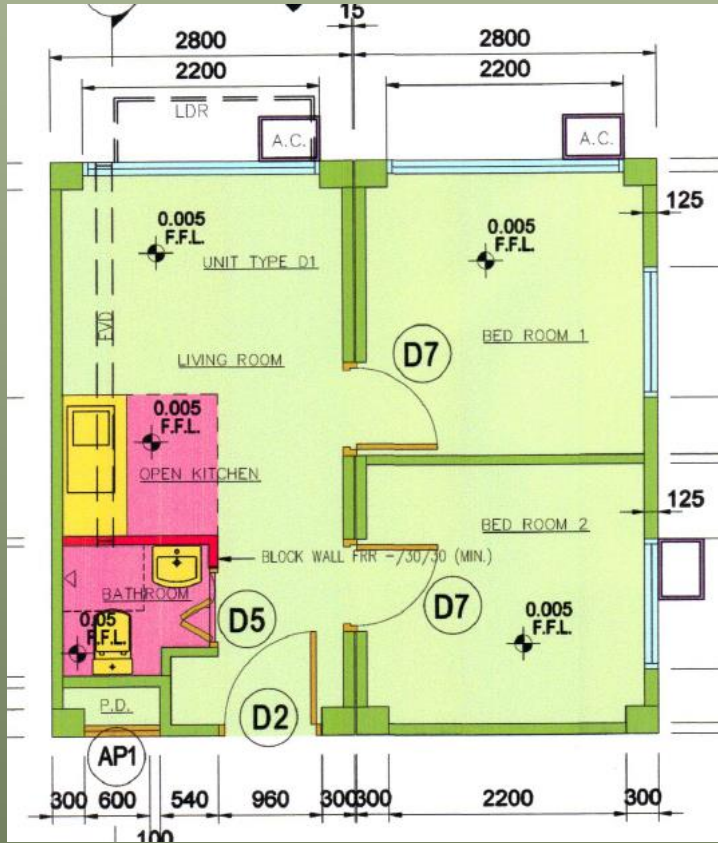 15
2800
2800
2200
2200
LDR
A.C.
A.C.
125
0.005
F.F.L.
0.005
F.F.L.
UNIT TYPE D1
FVD
LIVING ROOM
D7
BED ROOM 1
0.005
F.F.L.
OPEN KITCHEN
125
BED ROOM 2
BLOCK WALL FRR -/30/30 (MIN.)
BATHROOM
0.05
F.F.L.
D5
D7
0.005
F.F.L.
P.D.
D2
AP1
300
600
540
960
300
300
2200
300
100